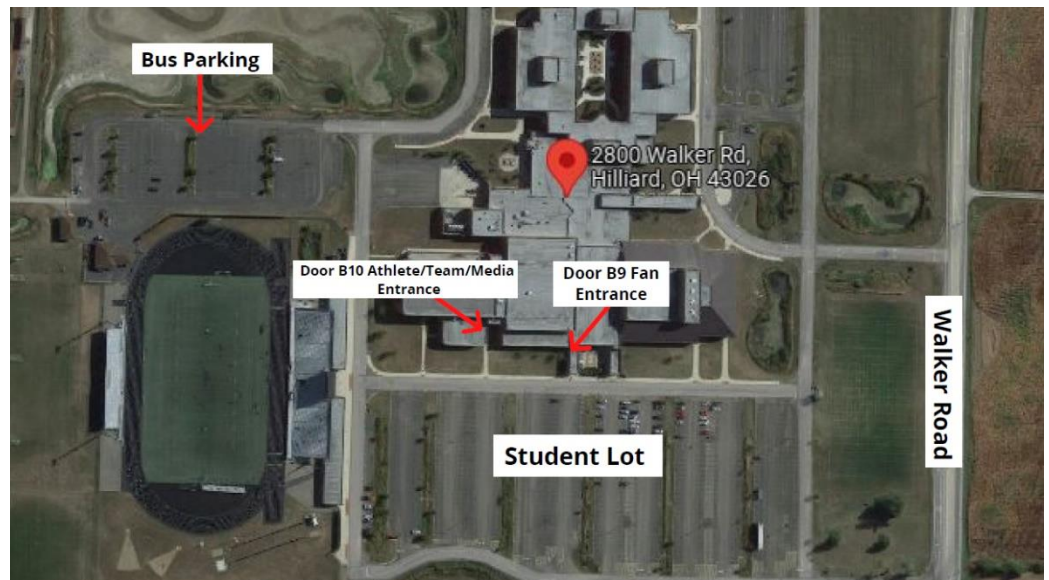 Bus Parking
2800 Walker Rd,
Hilliard, OH 43026
Door B10 Athlete/Team/Media
Entrance
Door B9 Fan
Entrance
Walker Road
Student Lot